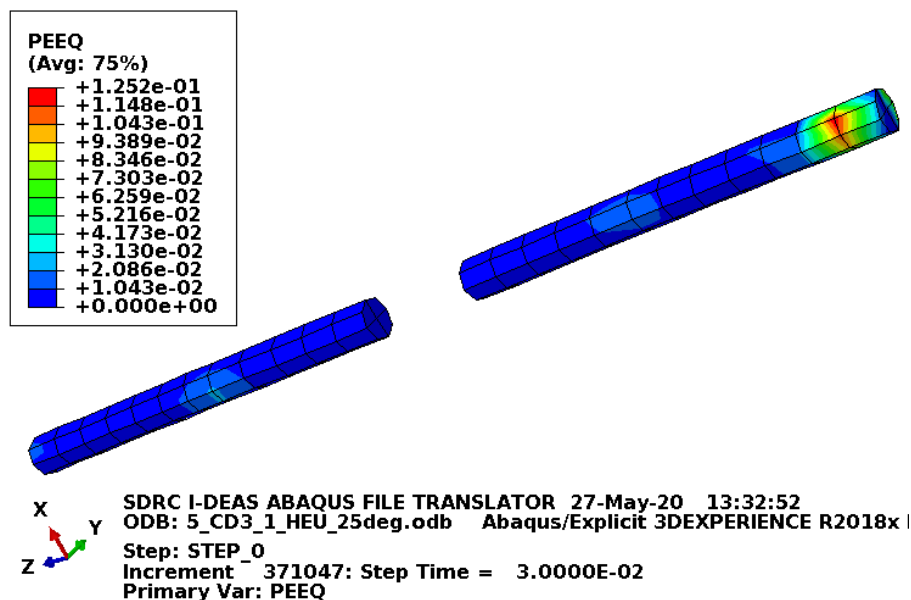 PEEQ
(Avg: 75%)
+1.252e-01
+1.148e-01
+1.043e-01
+9.389e-02
+8.346e-02
+7.303e-02
+6.259e-02
+5.216e-02
+4.173e-02
+3.130e-02
+2.086e-02
+1.043e-02
+0.000e+00
X
Y
Z
SDRC I-DEAS ABAQUS FILE TRANSLATOR 27-May-20 13:32:52
ODB: 5_CD3_1_HEU_25deg.odb Abaqus/Explicit 3DEXPERIENCE R2018x
Step: STEP_0
Increment 371047: Step Time = 3.0000E-02
Primary Var: PEEQ